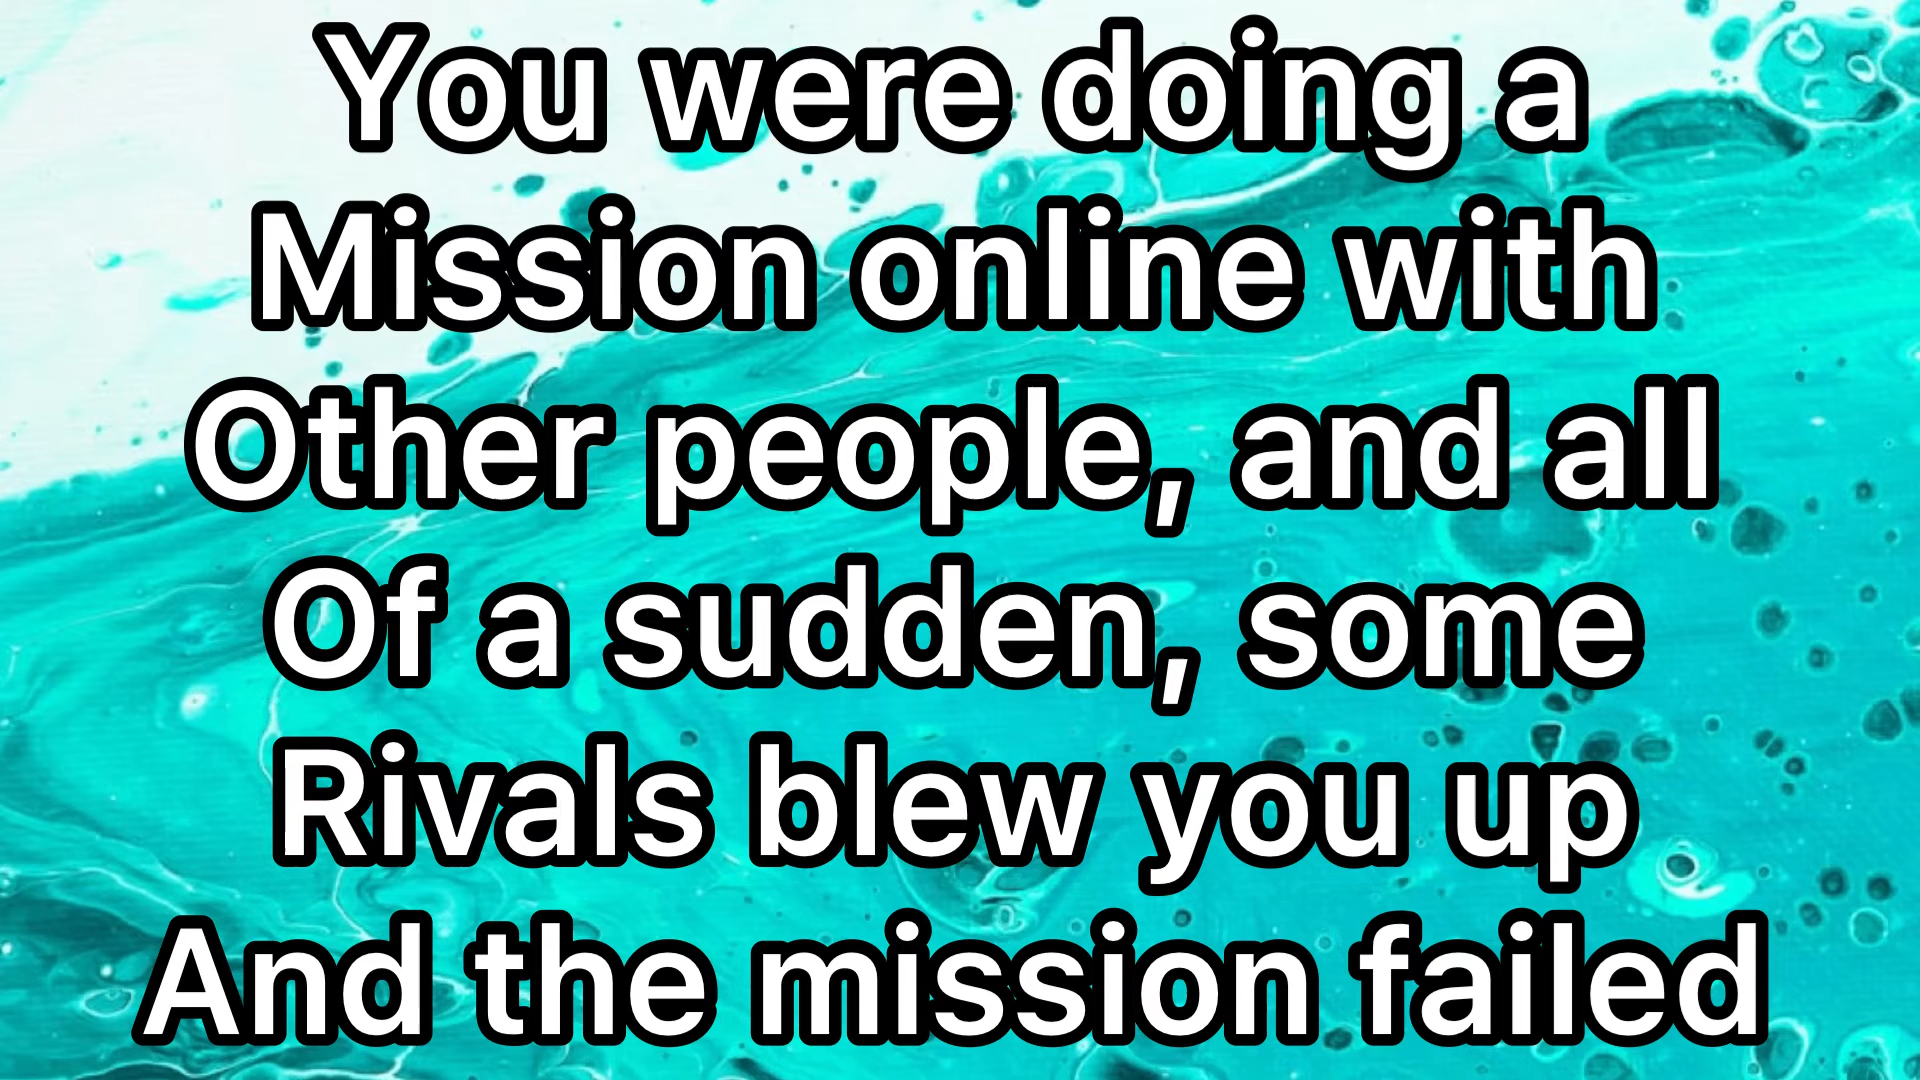 You were doing a
Mission online with
Other people, and all
Of a sudden, some
Rivals blew you up
And the mission failed